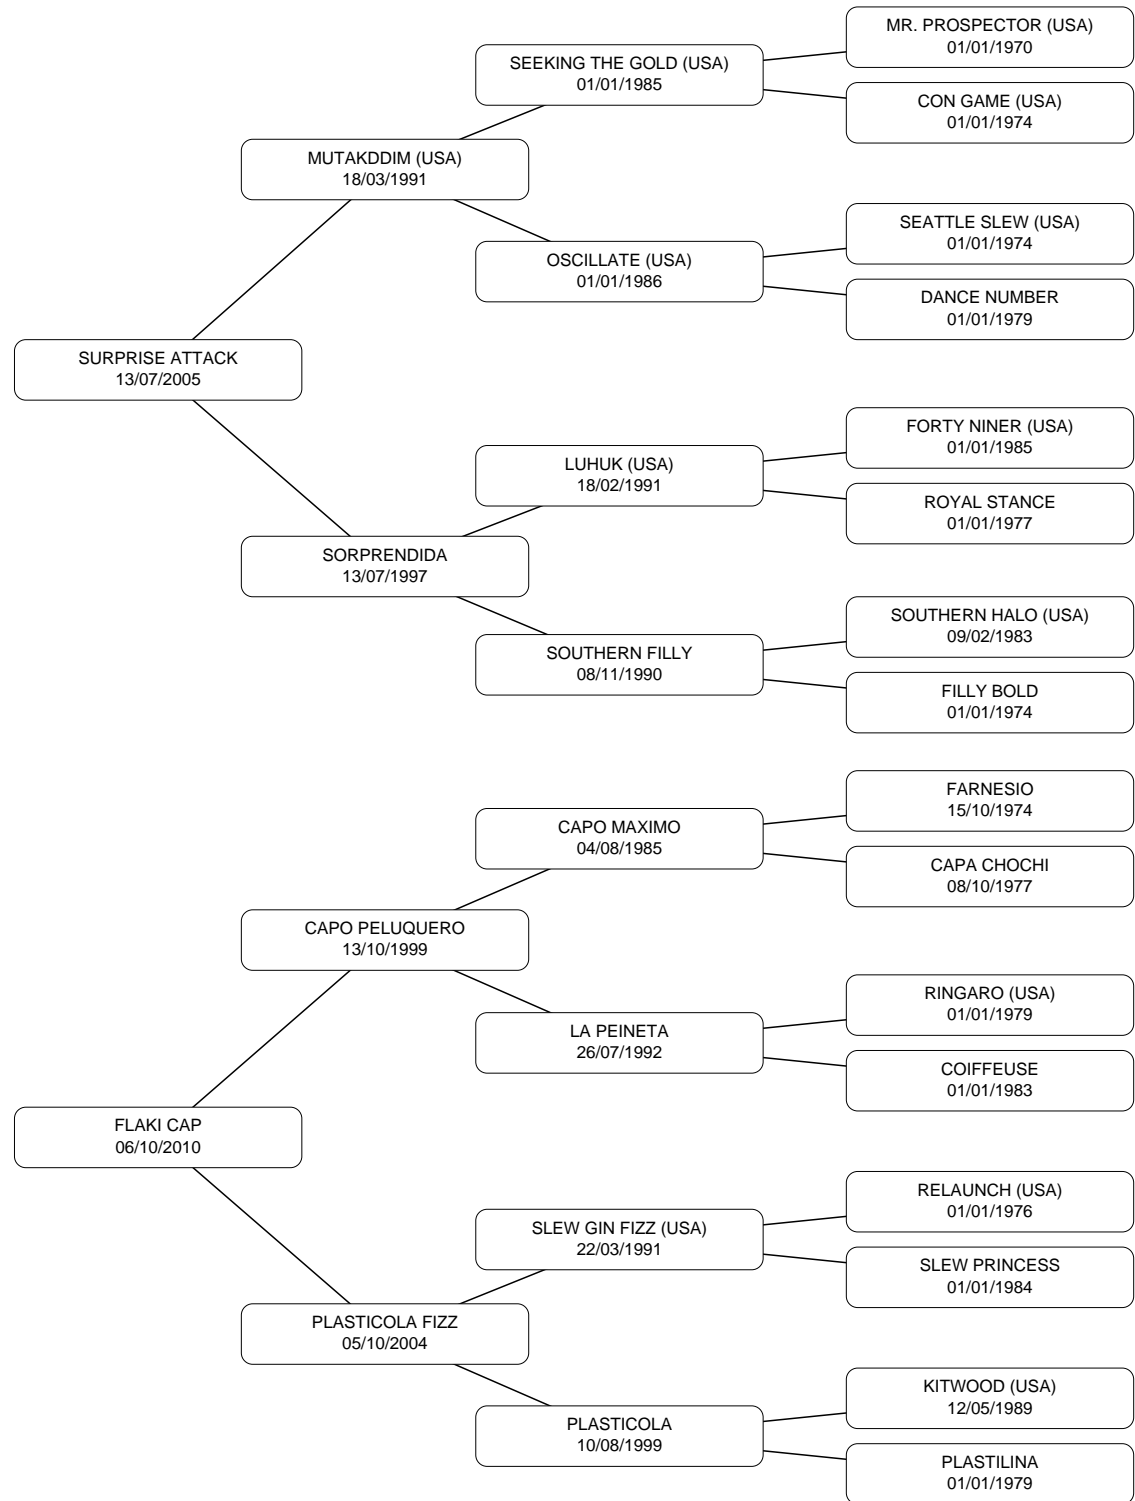 MR. PROSPECTOR (USA)
01/01/1970
SEEKING THE GOLD (USA)
01/01/1985
CON GAME (USA)
01/01/1974
MUTAKDDIM (USA)
18/03/1991
SEATTLE SLEW (USA)
01/01/1974
OSCILLATE (USA)
01/01/1986
DANCE NUMBER
01/01/1979
SURPRISE ATTACK
13/07/2005
FORTY NINER (USA)
01/01/1985
LUHUK (USA)
18/02/1991
ROYAL STANCE
01/01/1977
SORPRENDIDA
13/07/1997
SOUTHERN HALO (USA)
09/02/1983
SOUTHERN FILLY
08/11/1990
FILLY BOLD
01/01/1974
FARNESIO
15/10/1974
CAPO MAXIMO
04/08/1985
CAPA CHOCHI
08/10/1977
CAPO PELUQUERO
13/10/1999
RINGARO (USA)
01/01/1979
LA PEINETA
26/07/1992
COIFFEUSE
01/01/1983
FLAKI CAP
06/10/2010
RELAUNCH (USA)
01/01/1976
SLEW GIN FIZZ (USA)
22/03/1991
SLEW PRINCESS
01/01/1984
PLASTICOLA FIZZ
05/10/2004
KITWOOD (USA)
12/05/1989
PLASTICOLA
10/08/1999
PLASTILINA
01/01/1979